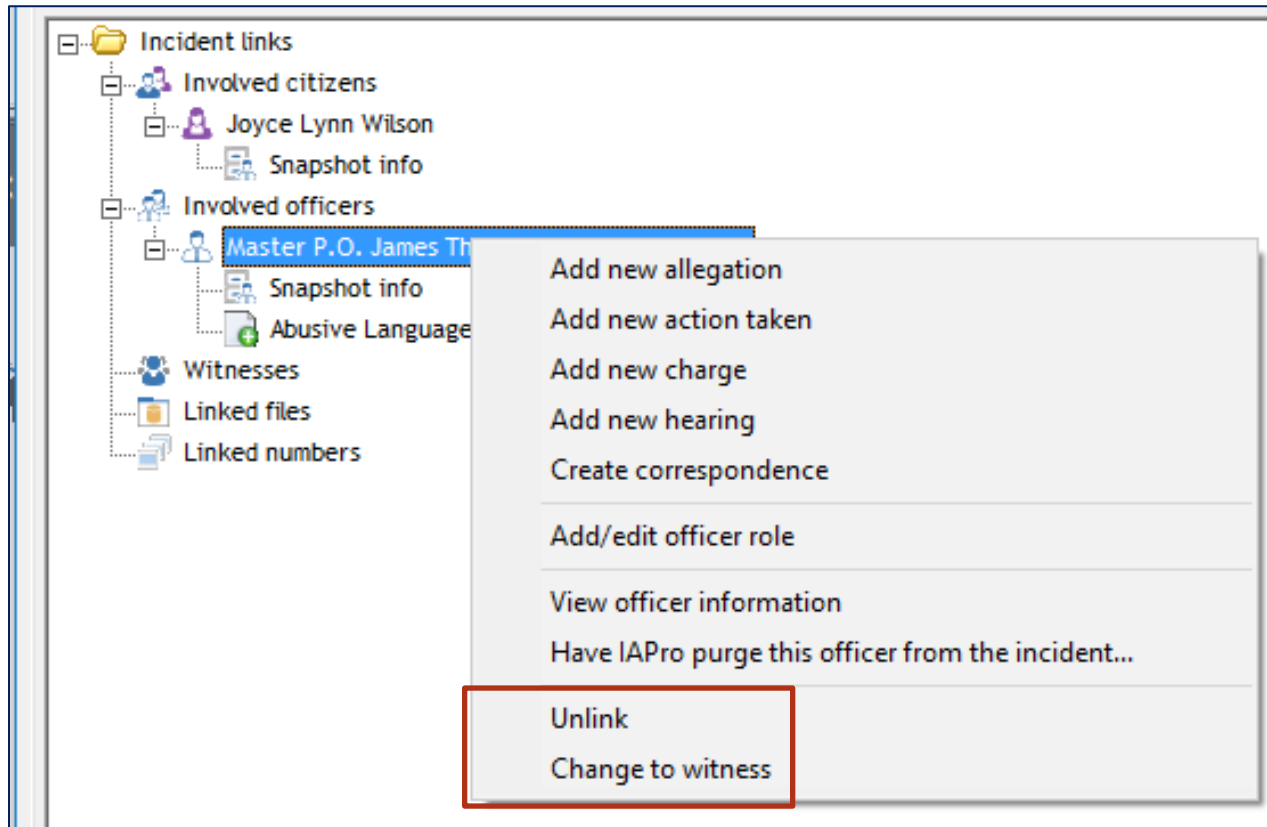 Incident links
Involved citizens
Joyce Lynn Wilson
Snapshot info
Involved officers
Master P.O. James Th
Snapshot info
Abusive Language
Witnesses
Linked files
Linked numbers
Add new allegation
Add new action taken
Add new charge
Add new hearing
Create correspondence
Add/edit officer role
View officer information
Have IAPro purge this officer from the incident...
Unlink
Change to witness